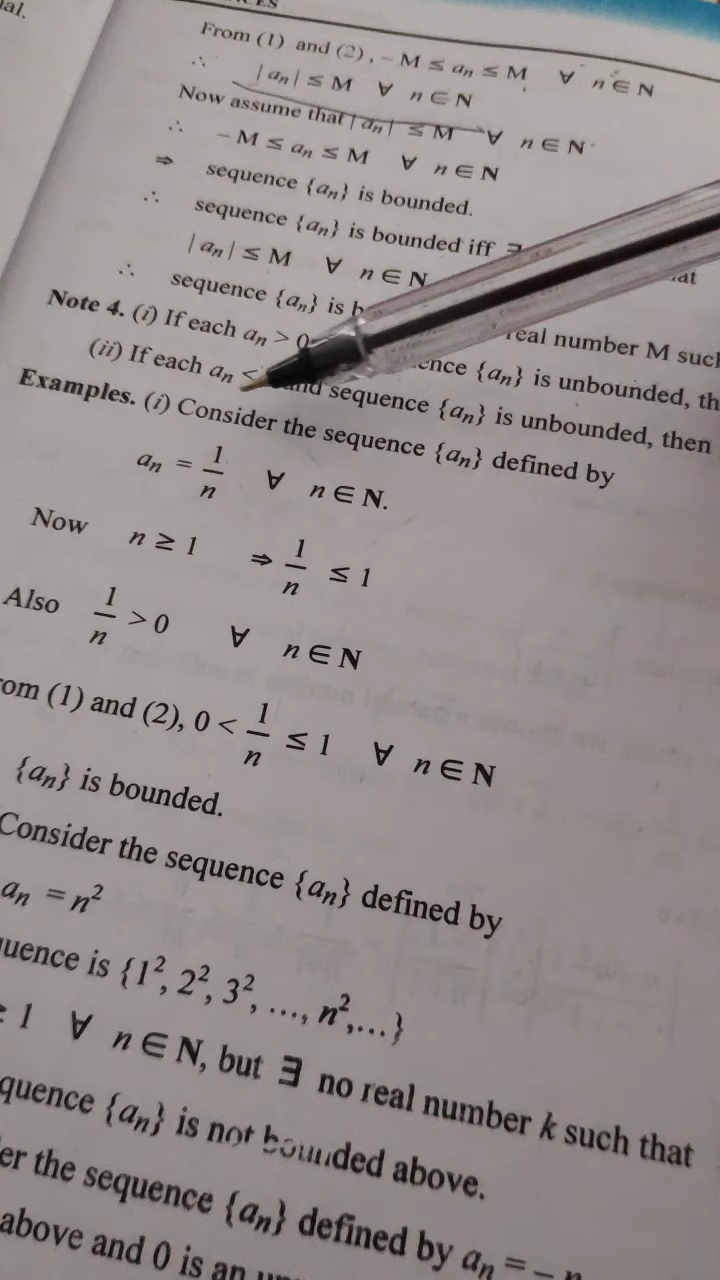 ial.
From (1) and (2), – M ≤ aₙ ≤ M ∀ n ∈ N
∴ |aₙ| ≤ M ∀ n ∈ N
Now assume that |aₙ| ≤ M ∀ n ∈ N
∴ – M ≤ aₙ ≤ M ∀ n ∈ N
⇒ sequence {aₙ} is bounded.
∴ sequence {aₙ} is bounded iff ∃ at
|aₙ| ≤ M ∀ n ∈ N
∴ sequence {aₙ} is b real number M suc
Note 4. (i) If each aₙ > 0 ence {aₙ} is unbounded, th
(ii) If each aₙ < and sequence {aₙ} is unbounded, then
Examples. (i) Consider the sequence {aₙ} defined by
aₙ = 1/n ∀ n ∈ N.
Now n ≥ 1 ⇒ 1/n ≤ 1
Also 1/n > 0 ∀ n ∈ N
om (1) and (2), 0 < 1/n ≤ 1 ∀ n ∈ N
{aₙ} is bounded.
Consider the sequence {aₙ} defined by
aₙ = n²
quence is {1², 2², 3², ..., n²,...}
≥ 1 ∀ n ∈ N, but ∃ no real number k such that
quence {aₙ} is not bounded above.
er the sequence {aₙ} defined by aₙ = – n
above and 0 is an